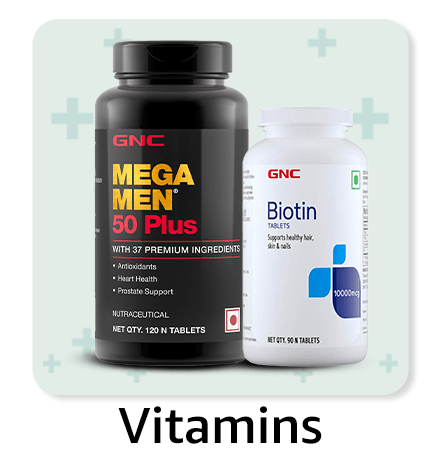 GNC
MEGA
MEN®
50 Plus
WITH 37 PREMIUM INGREDIENTS
• Antioxidants
• Heart Health
• Prostate Support
NUTRACEUTICAL
NET QTY. 120 N TABLETS
GNC
Biotin
TABLETS
Supports healthy hair,
skin & nails
10000mcg
NET QTY. 90 N TABLETS
Vitamins